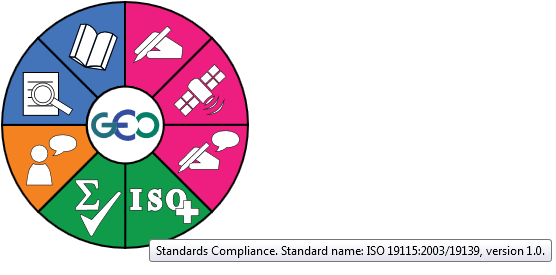 GEO
Σ
ISO
Standards Compliance. Standard name: ISO 19115:2003/19139, version 1.0.